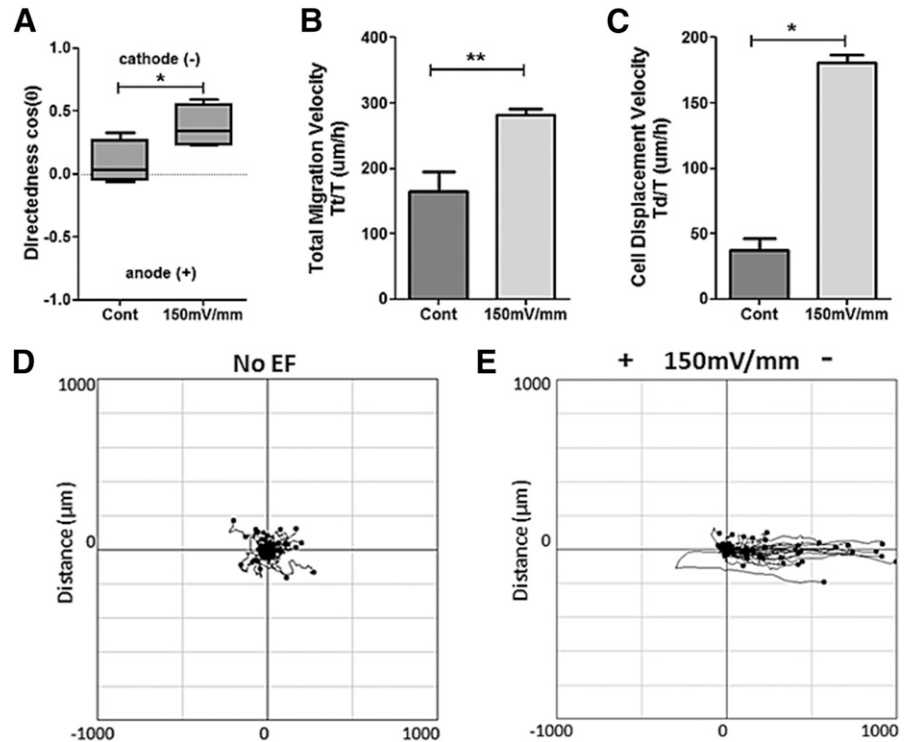 A
Directedness cos(θ)
1.0
0.5
0.0
-0.5
-1.0
cathode (-)
*
anode (+)
Cont
150mV/mm
B
Total Migration Velocity
Tt/T (um/h)
400
300
200
100
0
**
Cont
150mV/mm
C
Cell Displacement Velocity
Td/T (um/h)
200
150
100
50
0
*
Cont
150mV/mm
D
No EF
Distance (µm)
1000
0
-1000
0
1000
E
+ 150mV/mm -
Distance (µm)
1000
0
-1000
0
1000